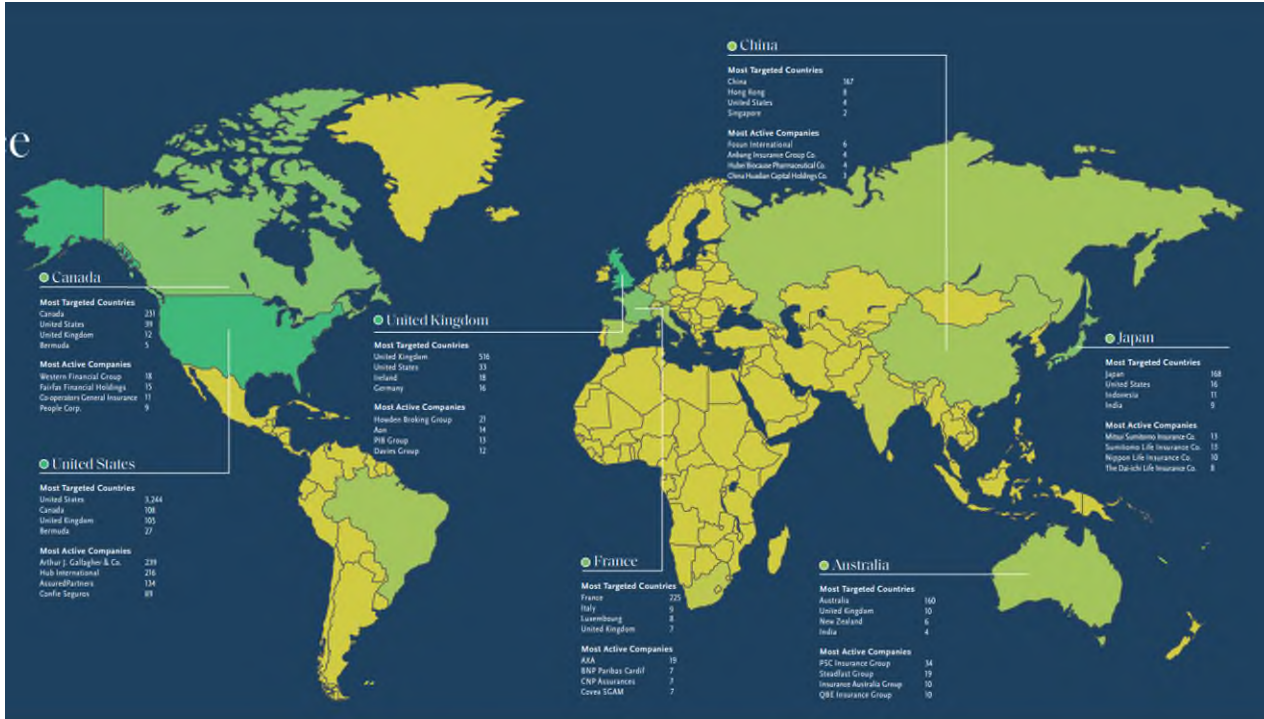 e
China
Most Targeted Countries
China 167
Hong Kong 8
United States 4
Singapore 2
Most Active Companies
Fosun International 6
Anbang Insurance Group Co. 4
Hubei Biocause Pharmaceutical Co. 4
China Huadian Capital Holdings Co. 3
Canada
Most Targeted Countries
Canada 231
United States 39
United Kingdom 12
Bermuda 5
Most Active Companies
Western Financial Group 18
Fairfax Financial Holdings 15
Co-operators General Insurance 11
People Corp. 9
United Kingdom
Most Targeted Countries
United Kingdom 516
United States 33
Ireland 18
Germany 16
Most Active Companies
Howden Broking Group 21
Aon 14
PIB Group 13
Davies Group 12
Japan
Most Targeted Countries
Japan 168
United States 16
Indonesia 11
India 9
Most Active Companies
Mitsui Sumitomo Insurance Co. 13
Sumitomo Life Insurance Co. 13
Nippon Life Insurance Co. 10
The Dai-ichi Life Insurance Co. 8
United States
Most Targeted Countries
United States 3,244
Canada 108
United Kingdom 105
Bermuda 27
Most Active Companies
Arthur J. Gallagher & Co. 239
Hub International 216
AssuredPartners 134
Confie Seguros 89
France
Most Targeted Countries
France 225
Italy 9
Luxembourg 8
United Kingdom 7
Most Active Companies
AXA 19
BNP Paribas Cardif 7
CNP Assurances 7
Covea SGAM 7
Australia
Most Targeted Countries
Australia 160
United Kingdom 10
New Zealand 6
India 4
Most Active Companies
PSC Insurance Group 34
Steadfast Group 19
Insurance Australia Group 10
QBE Insurance Group 10